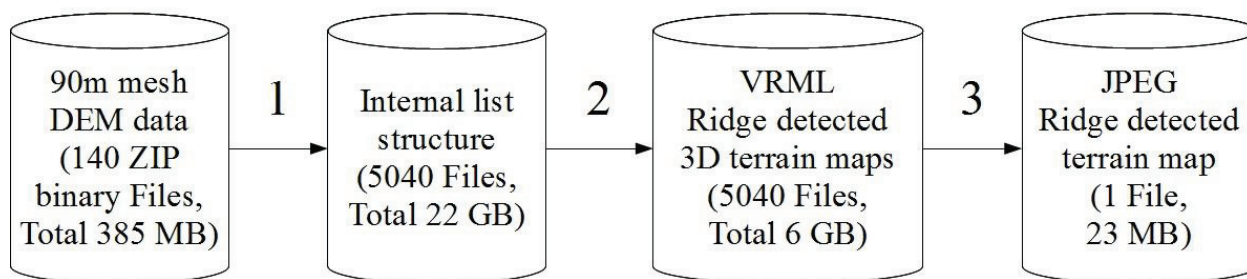 90m mesh
DEM data
(140 ZIP
binary Files,
Total 385 MB)
1
Internal list
structure
(5040 Files,
Total 22 GB)
2
VRML
Ridge detected
3D terrain maps
(5040 Files,
Total 6 GB)
3
JPEG
Ridge detected
terrain map
(1 File,
23 MB)